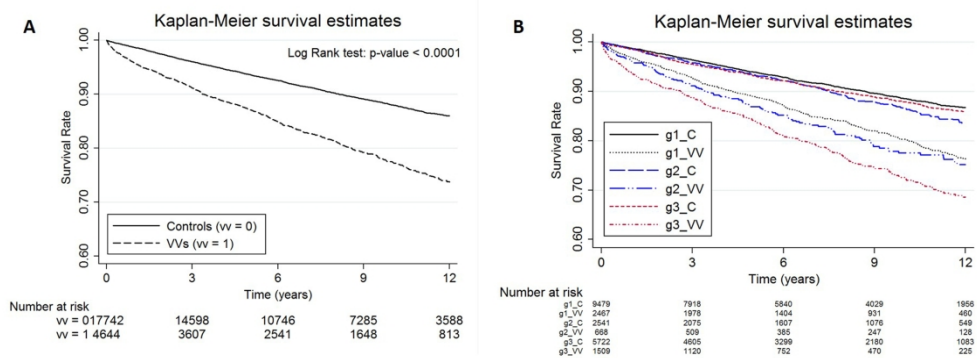 A
Kaplan-Meier survival estimates
Log Rank test: p-value < 0.0001
1.00
0.90
0.80
0.70
0.60
Survival Rate
Controls (vv = 0)
VVs (vv = 1)
0 3 6 9 12
Time (years)
Number at risk
vv = 017742 14598 10746 7285 3588
vv = 1 4644 3607 2541 1648 813
B
Kaplan-Meier survival estimates
1.00
0.90
0.80
0.70
0.60
Survival Rate
g1_C
g1_VV
g2_C
g2_VV
g3_C
g3_VV
0 3 6 9 12
Time (years)
Number at risk
g1_C 9479 7918 5840 4029 1956
g1_VV 2467 1978 1404 931 460
g2_C 2541 2075 1607 1076 549
g2_VV 668 509 385 247 128
g3_C 5722 4605 3299 2180 1083
g3_VV 1509 1120 752 470 225